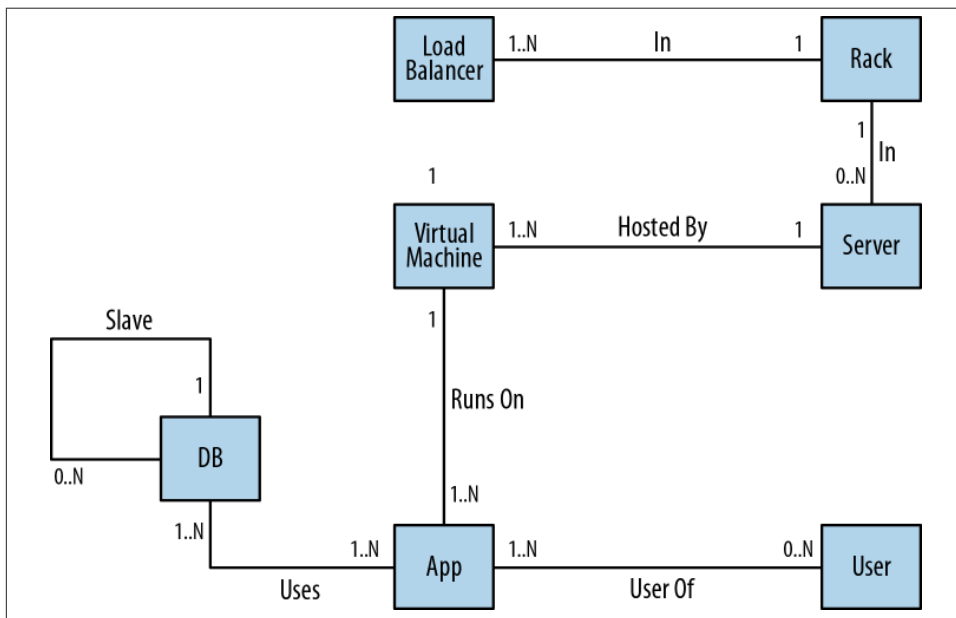 Load
Balancer
1..N
In
1
Rack
1
In
0..N
1
Virtual
Machine
1..N
Hosted By
1
Server
1
Slave
1
Runs On
DB
0..N
1..N
1..N
1..N
App
1..N
0..N
User
Uses
User Of